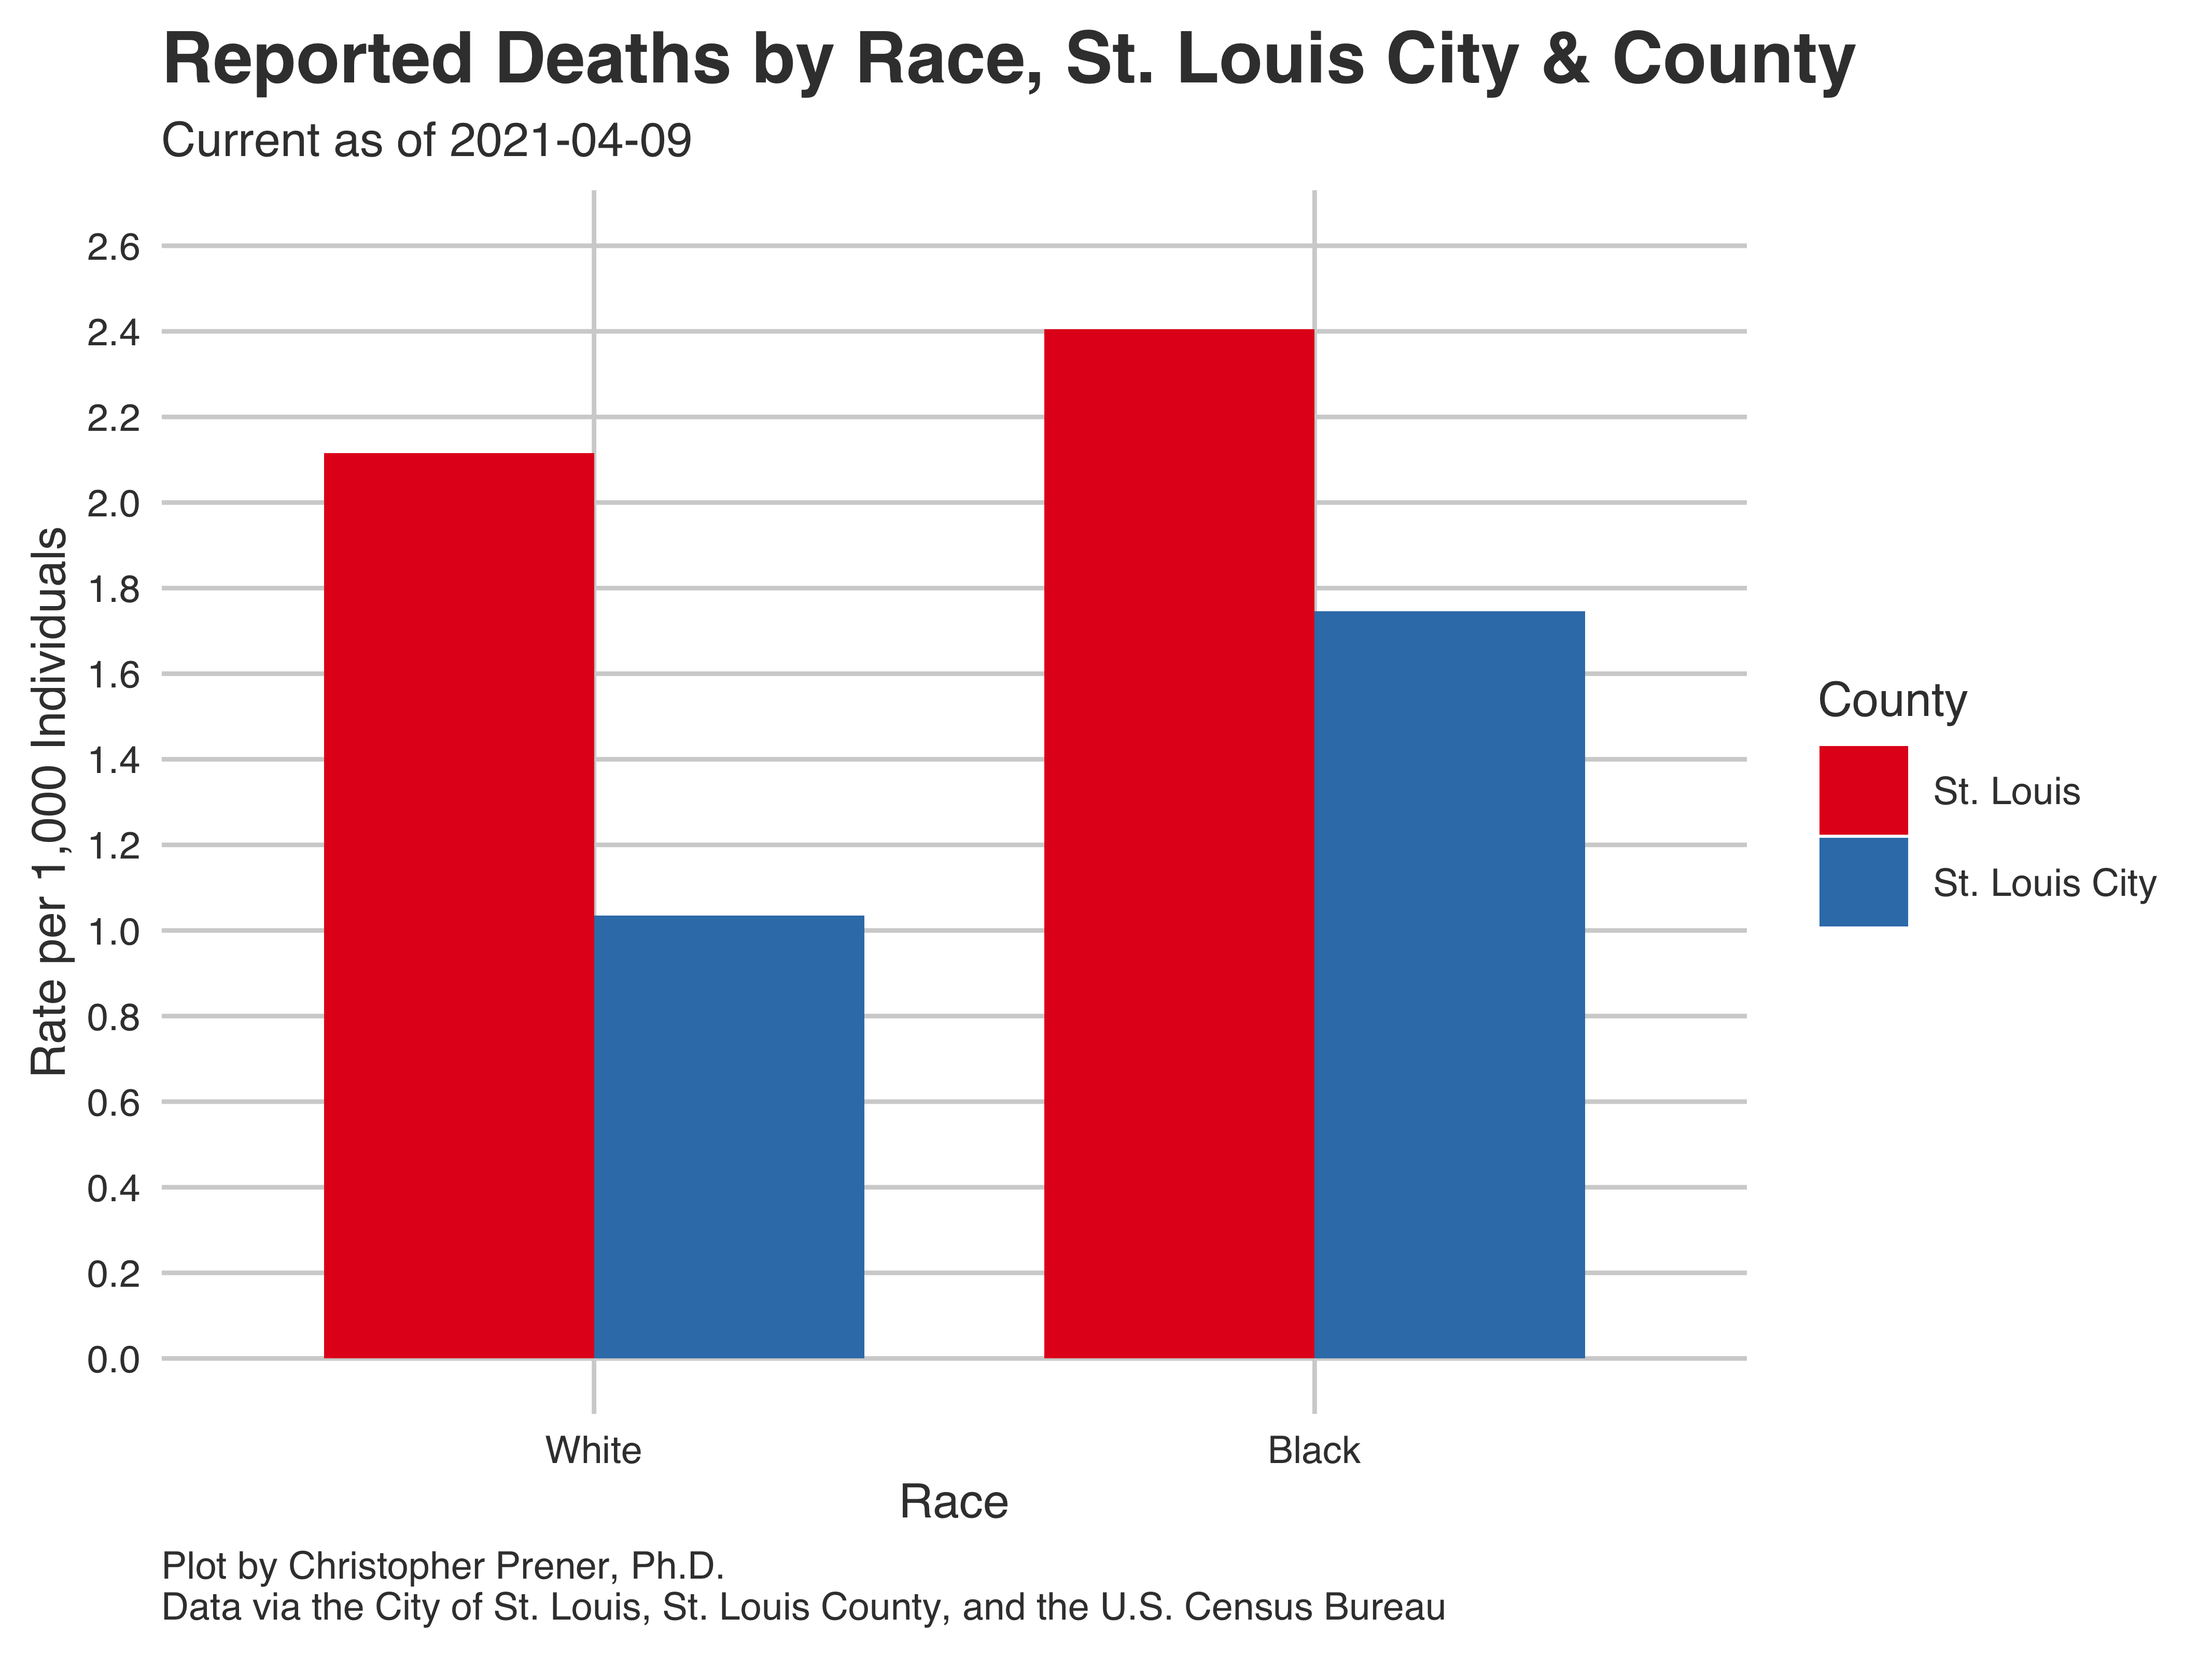 Reported Deaths by Race, St. Louis City & County
Current as of 2021-04-09
Rate per 1,000 Individuals
2.6
2.4
2.2
2.0
1.8
1.6
1.4
1.2
1.0
0.8
0.6
0.4
0.2
0.0
White
Black
Race
County
St. Louis
St. Louis City
Plot by Christopher Prener, Ph.D.
Data via the City of St. Louis, St. Louis County, and the U.S. Census Bureau